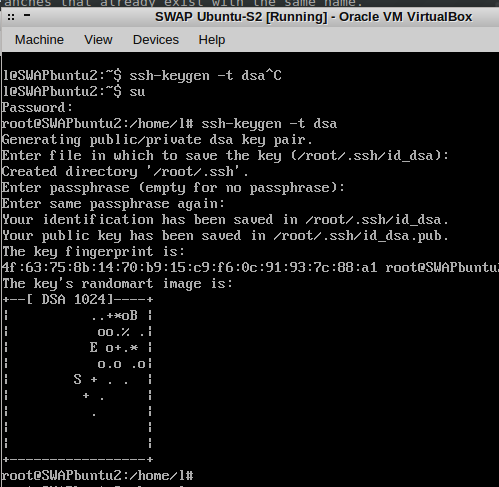 anches that already exist with the same name.
SWAP Ubuntu-S2 [Running] - Oracle VM VirtualBox
Machine View Devices Help
l@SWAPbuntu2:~$ ssh-keygen -t dsa^C
l@SWAPbuntu2:~$ su
Password:
root@SWAPbuntu2:/home/l# ssh-keygen -t dsa
Generating public/private dsa key pair.
Enter file in which to save the key (/root/.ssh/id_dsa):
Created directory '/root/.ssh'.
Enter passphrase (empty for no passphrase):
Enter same passphrase again:
Your identification has been saved in /root/.ssh/id_dsa.
Your public key has been saved in /root/.ssh/id_dsa.pub.
The key fingerprint is:
4f:63:75:8b:14:70:b9:15:c9:f6:0c:91:93:7c:88:a1 root@SWAPbuntu2
The key's randomart image is:
+--[ DSA 1024]----+
|          ..+*oB |
|           oo.% .|
|          E o+.* |
|           o.o .o|
|        S + . .  |
|         + .     |
|          .      |
|                 |
|                 |
+-----------------+
root@SWAPbuntu2:/home/l#